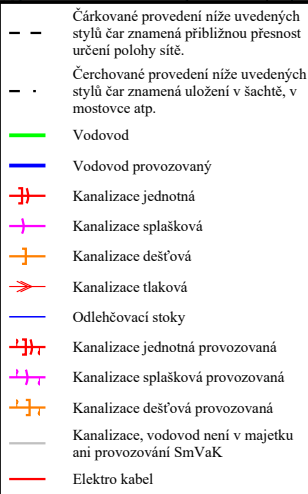 Čárkované provedení níže uvedených
stylů čar znamená přibližnou přesnost
určení polohy sítě.
Čerchované provedení níže uvedených
stylů čar znamená uložení v šachtě, v
mostovce atp.
Vodovod
Vodovod provozovaný
Kanalizace jednotná
Kanalizace splašková
Kanalizace dešťová
Kanalizace tlaková
Odlehčovací stoky
Kanalizace jednotná provozovaná
Kanalizace splašková provozovaná
Kanalizace dešťová provozovaná
Kanalizace, vodovod není v majetku
ani provozování SmVaK
Elektro kabel